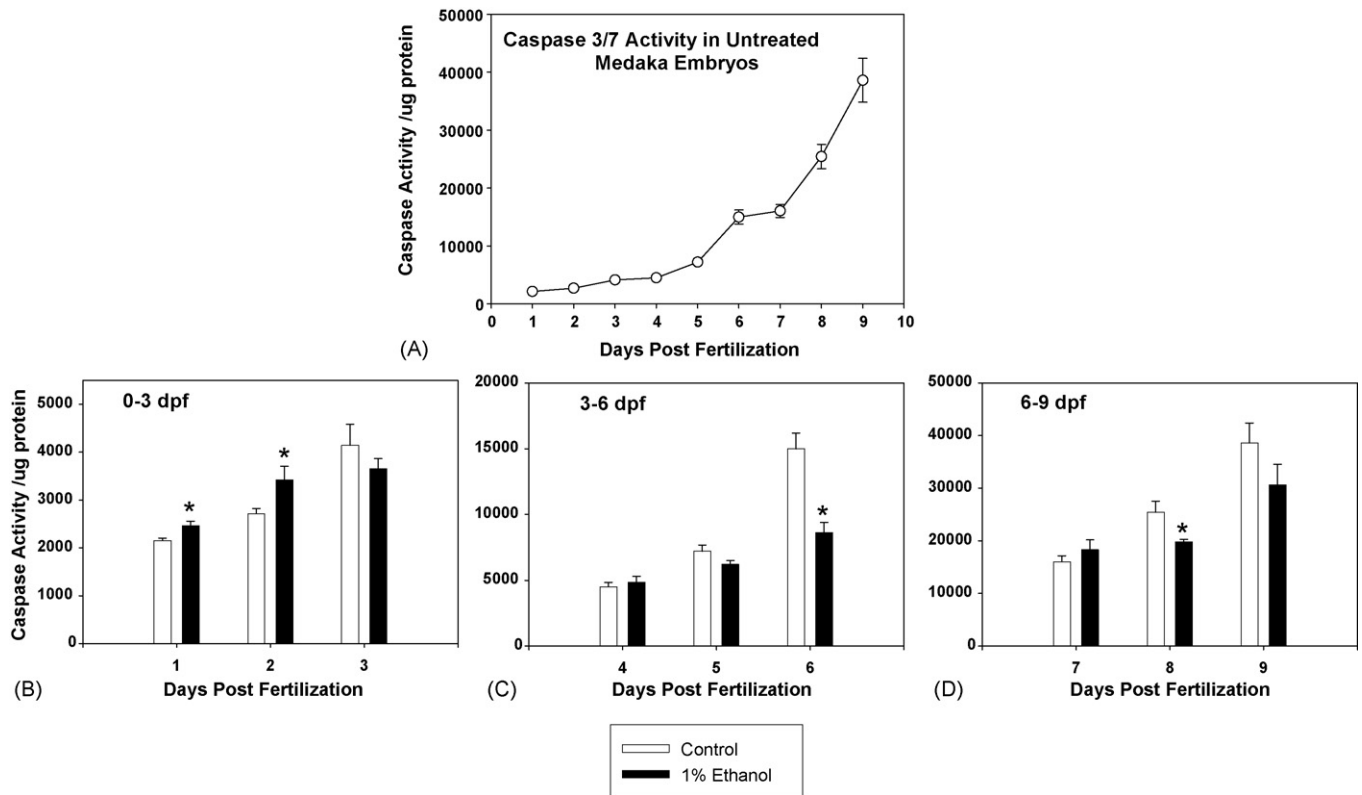 Caspase 3/7 Activity in Untreated
Medaka Embryos
Caspase Activity /ug protein
50000
40000
30000
20000
10000
0
0 1 2 3 4 5 6 7 8 9 10
Days Post Fertilization
(A)
0-3 dpf
Caspase Activity /ug protein
5000
4000
3000
2000
1000
0
*
*
1 2 3
Days Post Fertilization
(B)
3-6 dpf
20000
15000
10000
5000
0
*
4 5 6
Days Post Fertilization
(C)
6-9 dpf
50000
40000
30000
20000
10000
0
*
7 8 9
Days Post Fertilization
(D)
Control
1% Ethanol